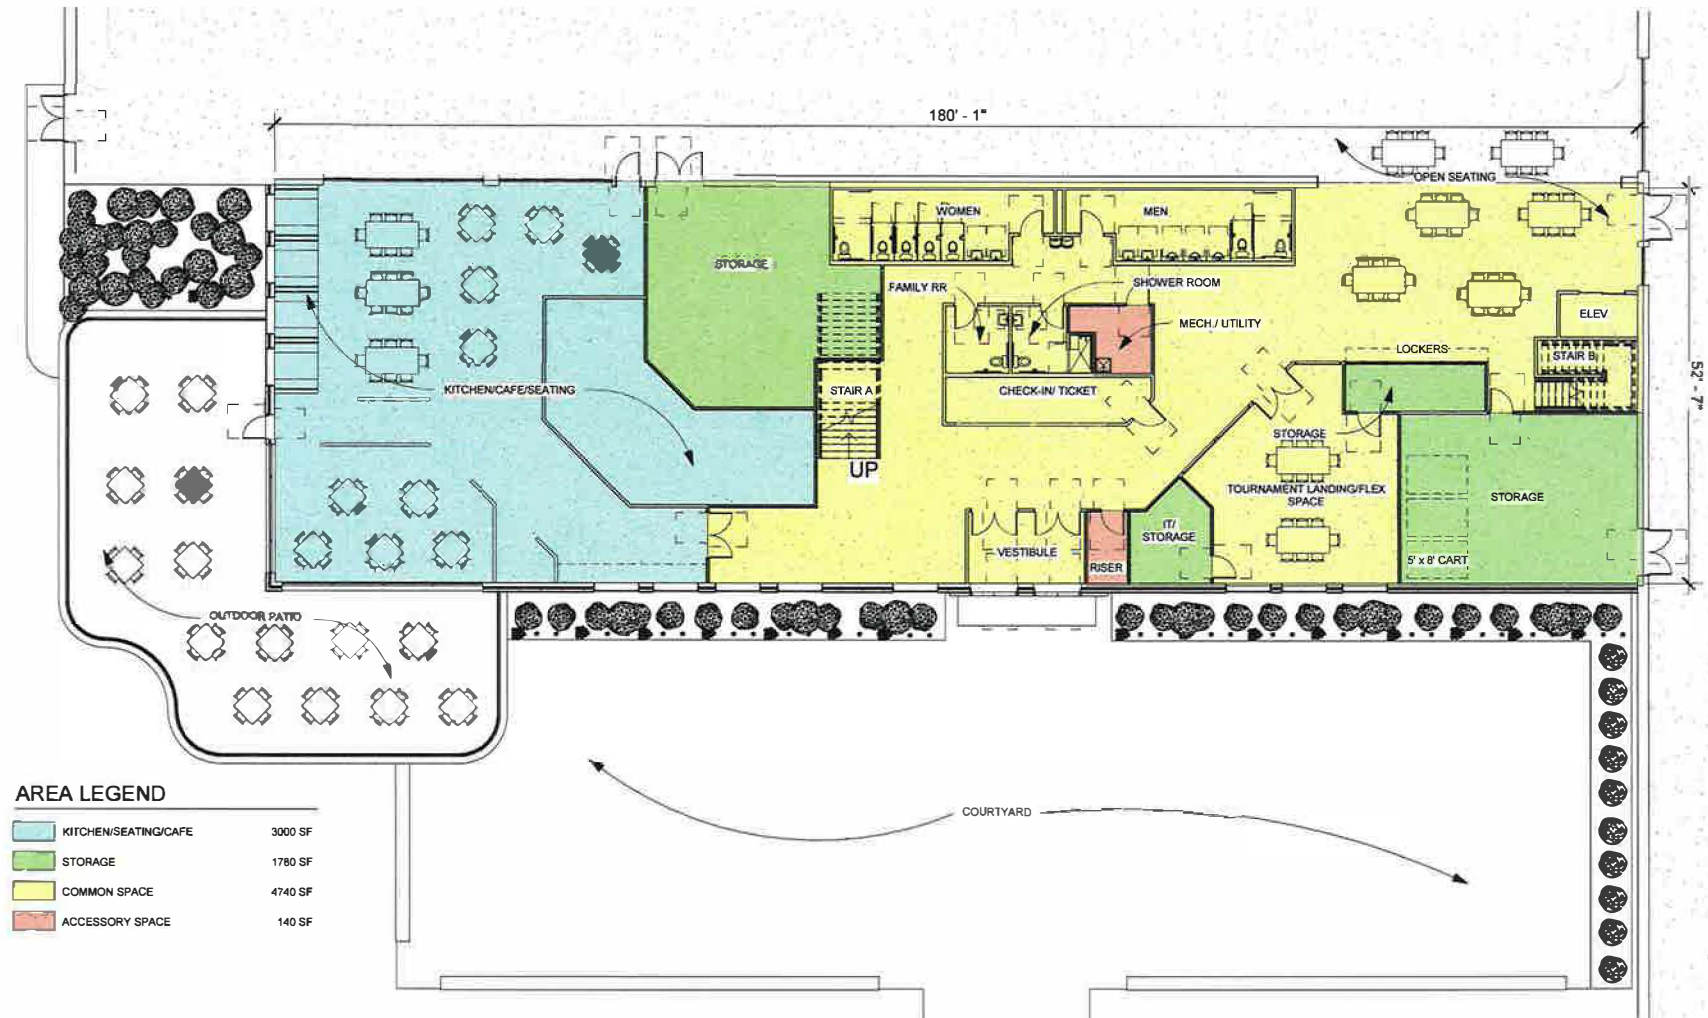 180' - 1"
OPEN SEATING
WOMEN
MEN
STORAGE
FAMILY RR
SHOWER ROOM
MECH./ UTILITY
ELEV
LOCKERS
STAIR B
KITCHEN/CAFE/SEATING
STAIR A
CHECK-IN/ TICKET
52' - 7"
STORAGE
UP
TOURNAMENT LANDING/FLEX
SPACE
STORAGE
IT/
STORAGE
VESTIBULE
RISER
5' x 8' CART
OUTDOOR PATIO
COURTYARD
AREA LEGEND
KITCHEN/SEATING/CAFE 3000 SF
STORAGE 1780 SF
COMMON SPACE 4740 SF
ACCESSORY SPACE 140 SF